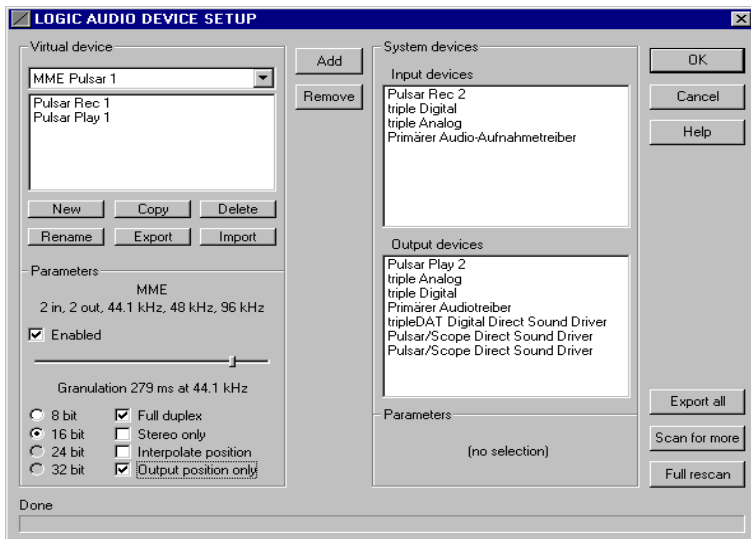 LOGIC AUDIO DEVICE SETUP
Virtual device
MME Pulsar 1
Pulsar Rec 1
Pulsar Play 1
New
Copy
Delete
Rename
Export
Import
Parameters
MME
2 in, 2 out, 44.1 kHz, 48 kHz, 96 kHz
Enabled
Granulation 279 ms at 44.1 kHz
8 bit
Full duplex
16 bit
Stereo only
24 bit
Interpolate position
32 bit
Output position only
Add
Remove
System devices
Input devices
Pulsar Rec 2
triple Digital
triple Analog
Primärer Audio-Aufnahmetreiber
Output devices
Pulsar Play 2
triple Analog
triple Digital
Primärer Audiotreiber
tripleDAT Digital Direct Sound Driver
Pulsar/Scope Direct Sound Driver
Pulsar/Scope Direct Sound Driver
Parameters
(no selection)
OK
Cancel
Help
Export all
Scan for more
Full rescan
Done